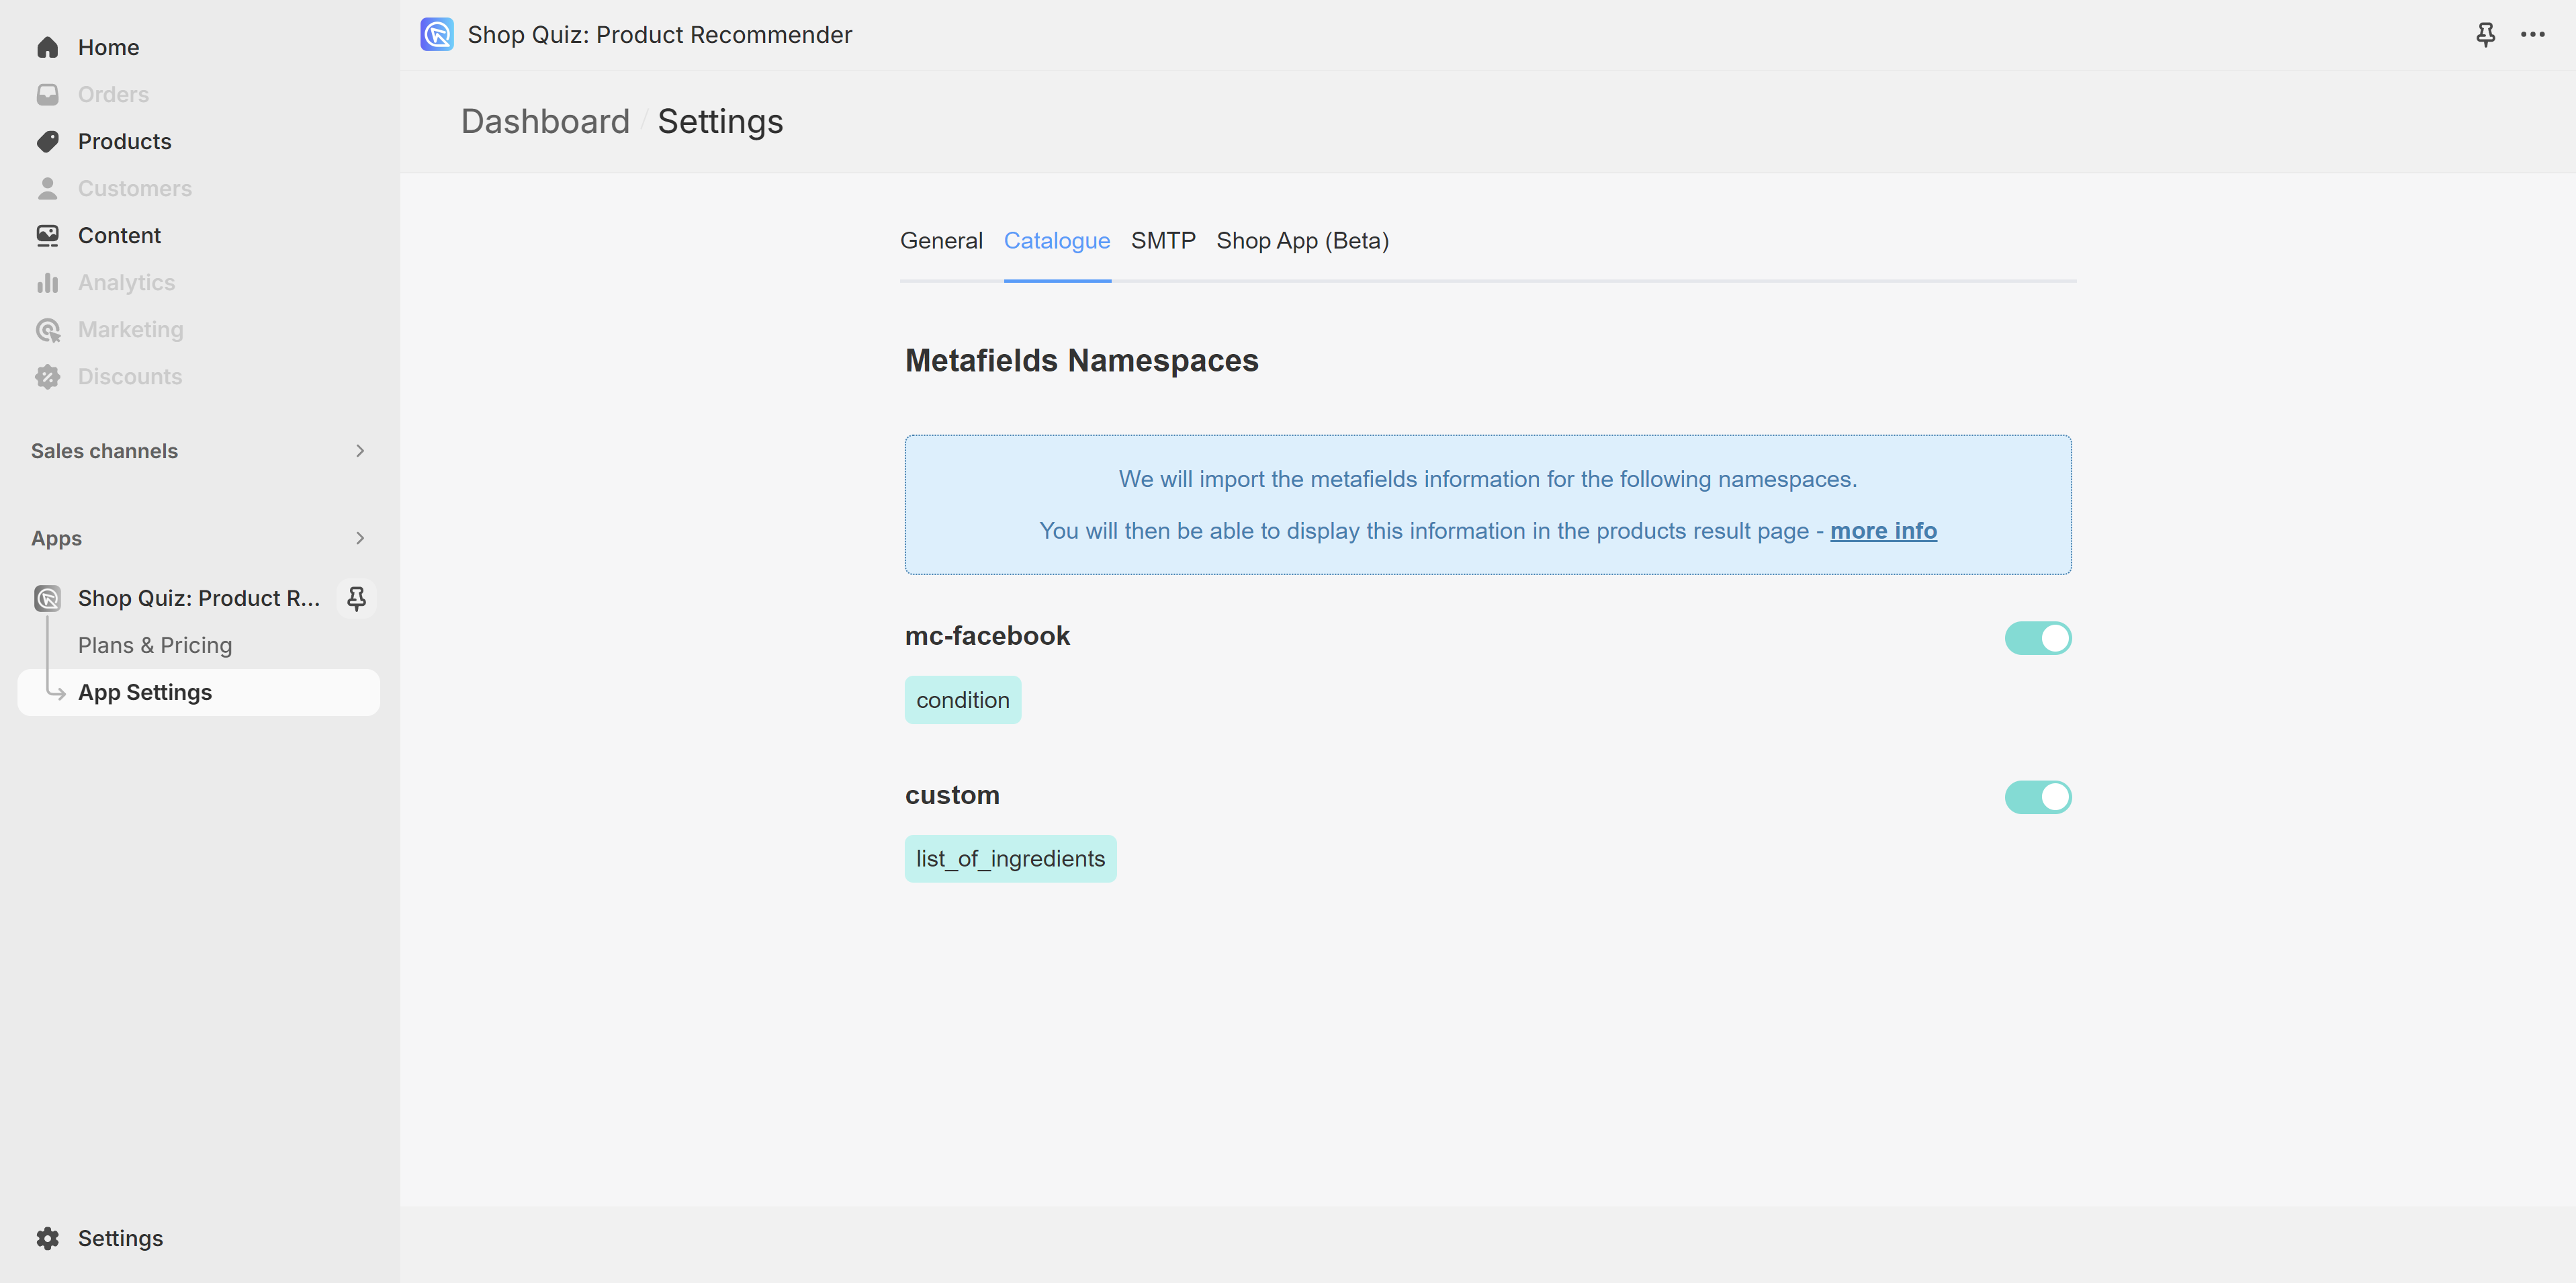 Home
Orders
Products
Customers
Content
Analytics
Marketing
Discounts
Sales channels
Apps
Shop Quiz: Product R...
Plans & Pricing
App Settings
Settings
Shop Quiz: Product Recommender
Dashboard / Settings
General Catalogue SMTP Shop App (Beta)
Metafields Namespaces
We will import the metafields information for the following namespaces.
You will then be able to display this information in the products result page - more info
mc-facebook
condition
custom
list_of_ingredients